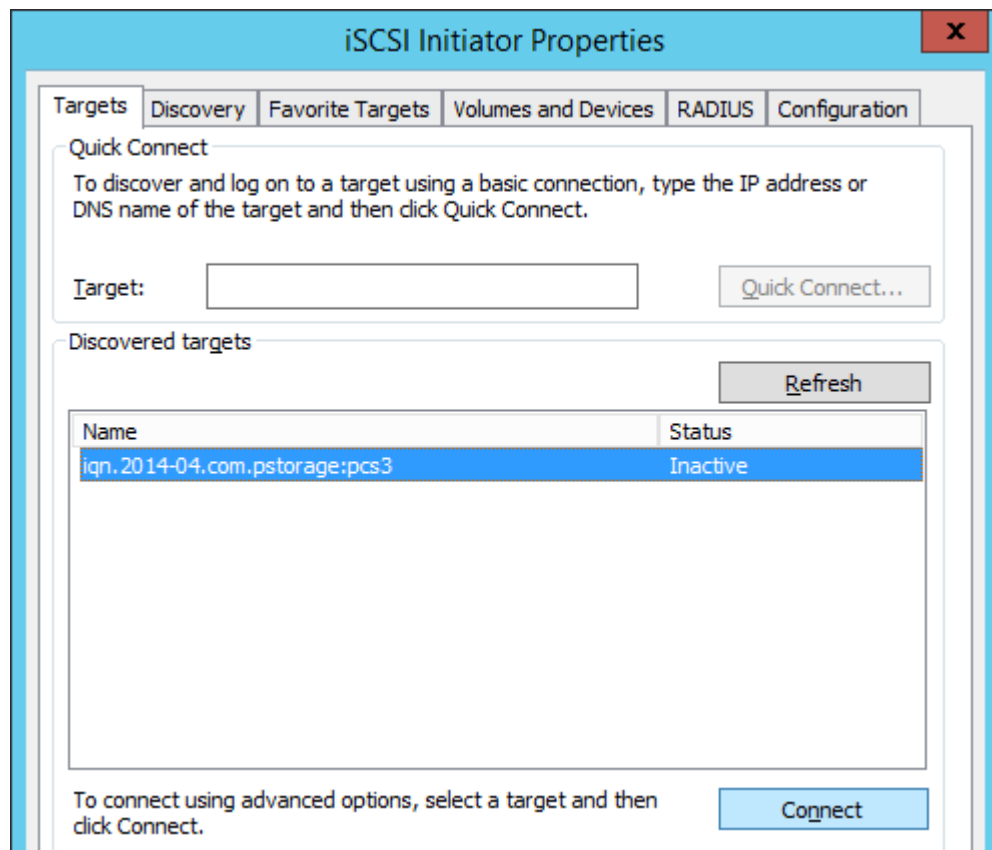 iSCSI Initiator Properties
x
Targets Discovery Favorite Targets Volumes and Devices RADIUS Configuration
Quick Connect
To discover and log on to a target using a basic connection, type the IP address or
DNS name of the target and then click Quick Connect.
Target:
Quick Connect...
Discovered targets
Refresh
Name Status
iqn.2014-04.com.pstorage:pcs3 Inactive
To connect using advanced options, select a target and then
click Connect.
Connect